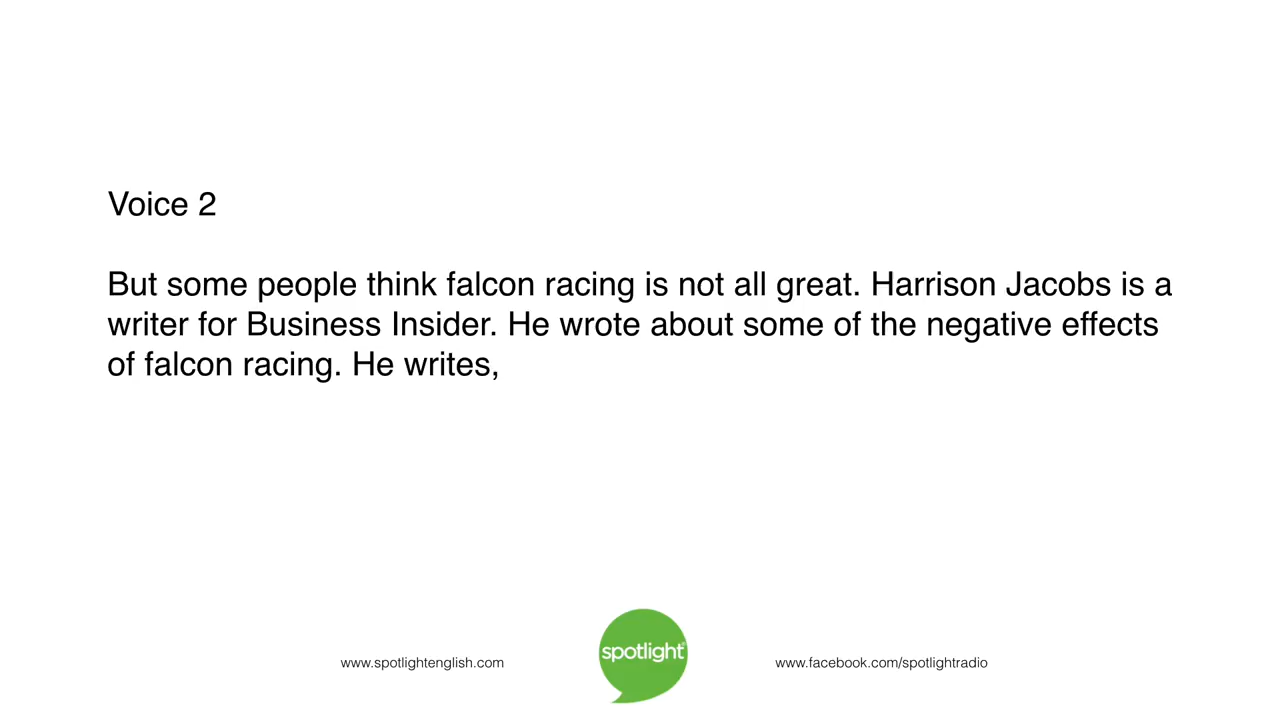 Voice 2
But some people think falcon racing is not all great. Harrison Jacobs is a
writer for Business Insider. He wrote about some of the negative effects
of falcon racing. He writes,
www.spotlightenglish.com
spotlight®
www.facebook.com/spotlightradio